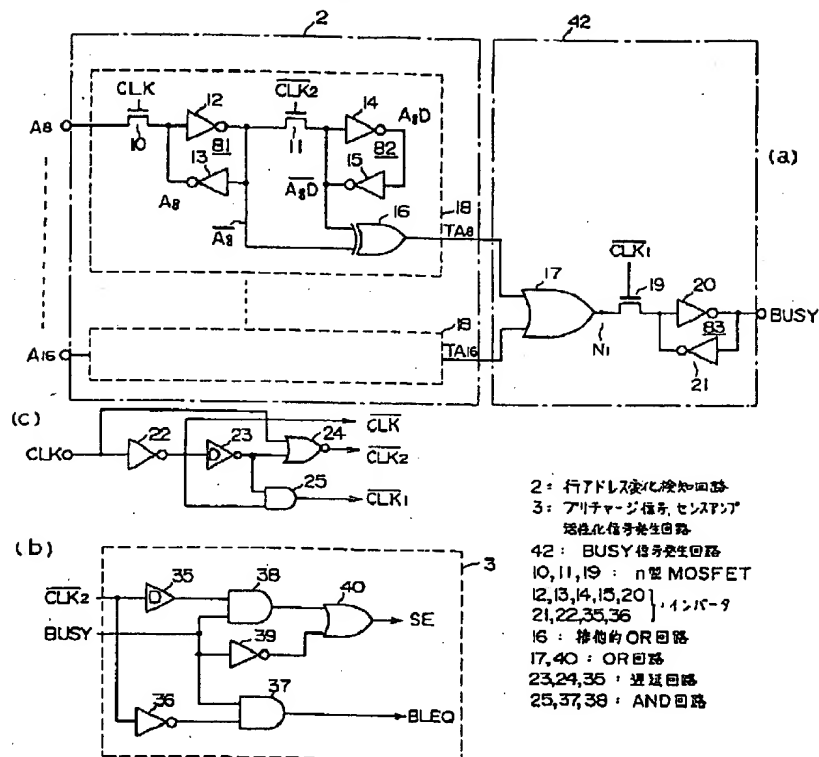 2
42
CLK
12
CLK2
14
A8
81
A8D
(a)
10
13
11
15
82
A8
A8D
16
18
A8
TA8
CLK1
17
19
20
BUSY
18
83
N1
A16
TA16
21
(c)
CLK
22
23
24
CLK
D
CLK2
25
CLK1
(b)
3
35
38
CLK2
D
40
BUSY
39
SE
36
37
BLEQ
2: 行アドレス変化検知回路
3: プリチャージ信号,センスアンプ
活性化信号発生回路
42: BUSY信号発生回路
10,11,19: n型MOSFET
12,13,14,15,20
21,22,35,36 : インバータ
16: 排他的OR回路
17,40: OR回路
23,24,35: 遅延回路
25,37,38: AND回路